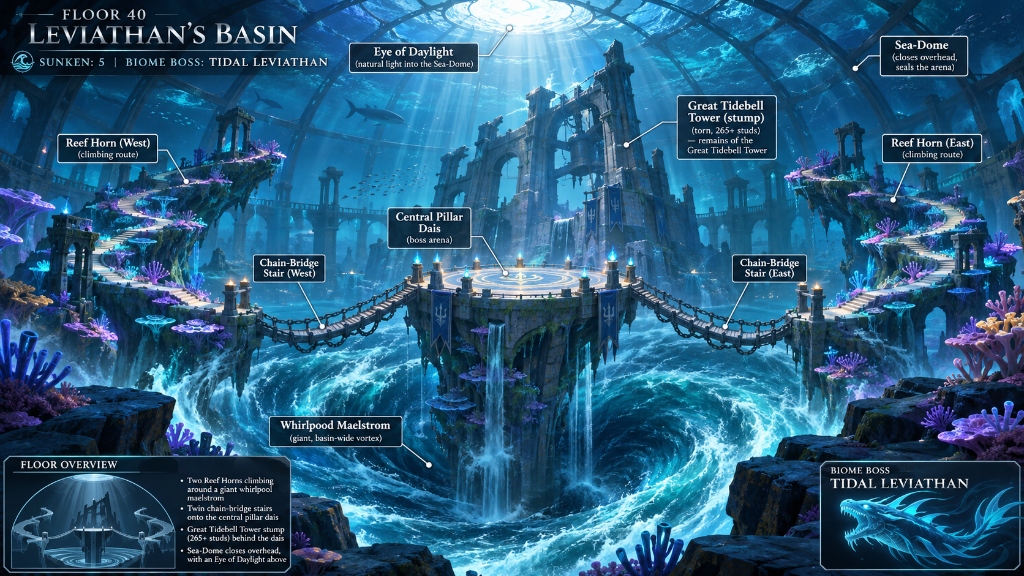 FLOOR 40
LEVIATHAN'S BASIN
SUNKEN: 5 | BIOME BOSS: TIDAL LEVIATHAN
Eye of Daylight
(natural light into the Sea-Dome)
Sea-Dome
(closes overhead,
seals the arena)
Great Tidebell
Tower (stump)
(torn, 265+ studs)
— remains of the
Great Tidebell Tower
Reef Horn (West)
(climbing route)
Reef Horn (East)
(climbing route)
Central Pillar
Dais
(boss arena)
Chain-Bridge
Stair (West)
Chain-Bridge
Stair (East)
Whirlpood Maelstrom
(giant, basin-wide vortex)
FLOOR OVERVIEW
• Two Reef Horns climbing
around a giant whirlpool
maelstrom
• Twin chain-bridge stairs
onto the central pillar dais
• Great Tidebell Tower stump
(265+ studs) behind the dais
• Sea-Dome closes overhead,
with an Eye of Daylight above
BIOME BOSS
TIDAL LEVIATHAN